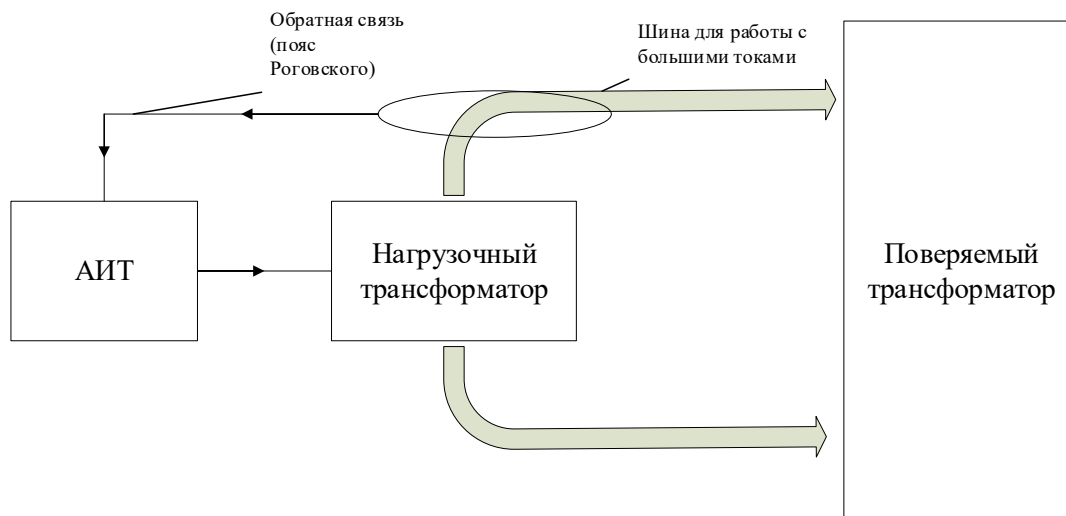 Обратная связь
(пояс
Роговского)
Шина для работы с
большими токами
АИТ
Нагрузочный
трансформатор
Поверяемый
трансформатор